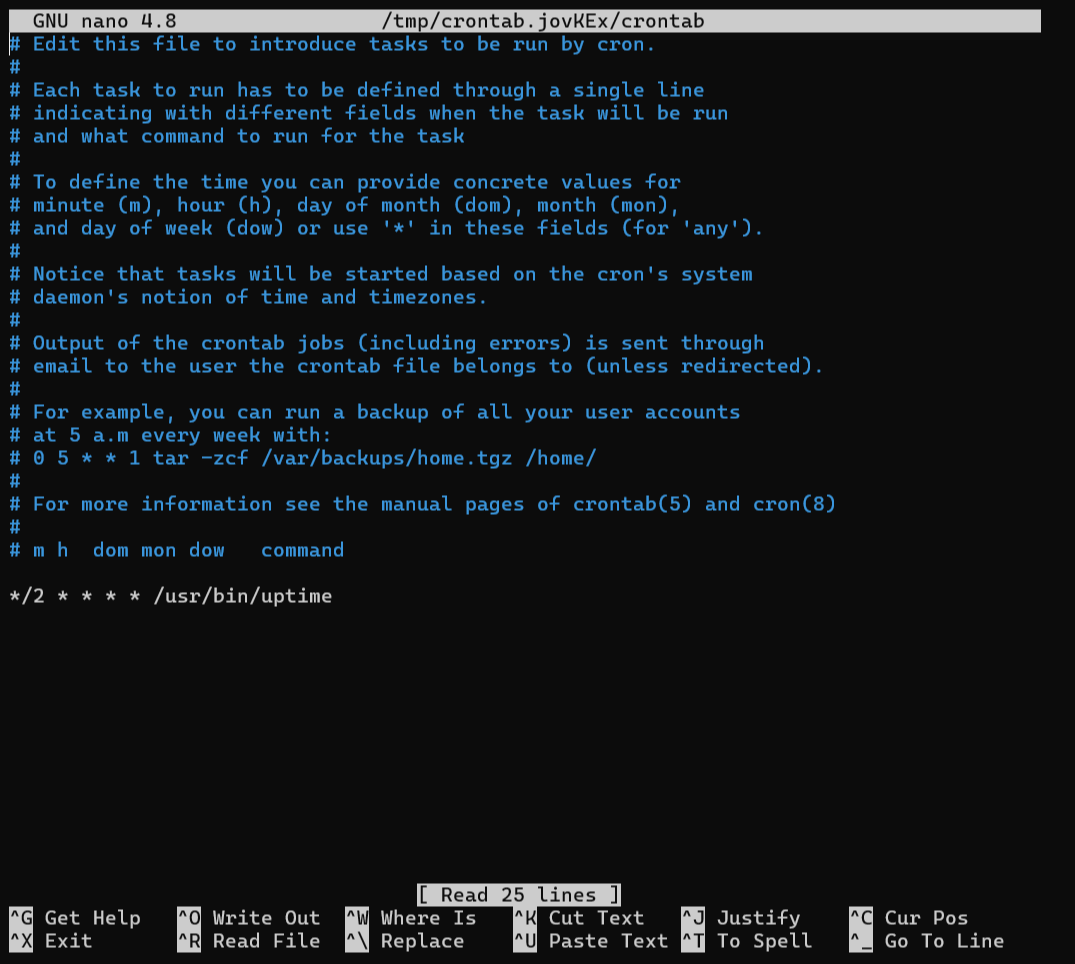 GNU nano 4.8 /tmp/crontab.jovKEx/crontab
# Edit this file to introduce tasks to be run by cron.
#
# Each task to run has to be defined through a single line
# indicating with different fields when the task will be run
# and what command to run for the task
#
# To define the time you can provide concrete values for
# minute (m), hour (h), day of month (dom), month (mon),
# and day of week (dow) or use '*' in these fields (for 'any').
#
# Notice that tasks will be started based on the cron's system
# daemon's notion of time and timezones.
#
# Output of the crontab jobs (including errors) is sent through
# email to the user the crontab file belongs to (unless redirected).
#
# For example, you can run a backup of all your user accounts
# at 5 a.m every week with:
# 0 5 * * 1 tar -zcf /var/backups/home.tgz /home/
#
# For more information see the manual pages of crontab(5) and cron(8)
#
# m h  dom mon dow   command
*/2 * * * * /usr/bin/uptime
[ Read 25 lines ]
^G Get Help ^O Write Out ^W Where Is ^K Cut Text ^J Justify ^C Cur Pos
^X Exit ^R Read File ^\ Replace ^U Paste Text ^T To Spell ^_ Go To Line